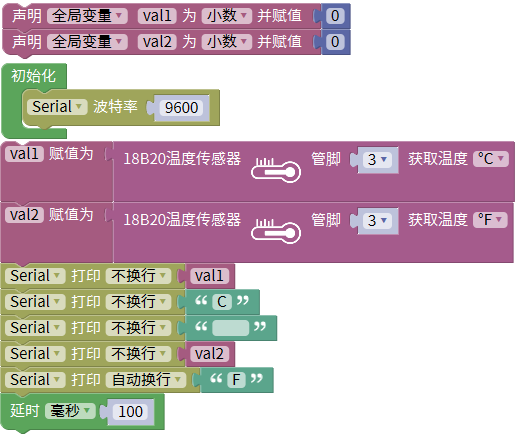 声明 全局变量 val1 为 小数 并赋值 0
声明 全局变量 val2 为 小数 并赋值 0
初始化
Serial 波特率 9600
val1 赋值为 18B20温度传感器 管脚 3 获取温度 °C
val2 赋值为 18B20温度传感器 管脚 3 获取温度 °F
Serial 打印 不换行 val1
Serial 打印 不换行 “ C ”
Serial 打印 不换行 “ ”
Serial 打印 不换行 val2
Serial 打印 自动换行 “ F ”
延时 毫秒 100